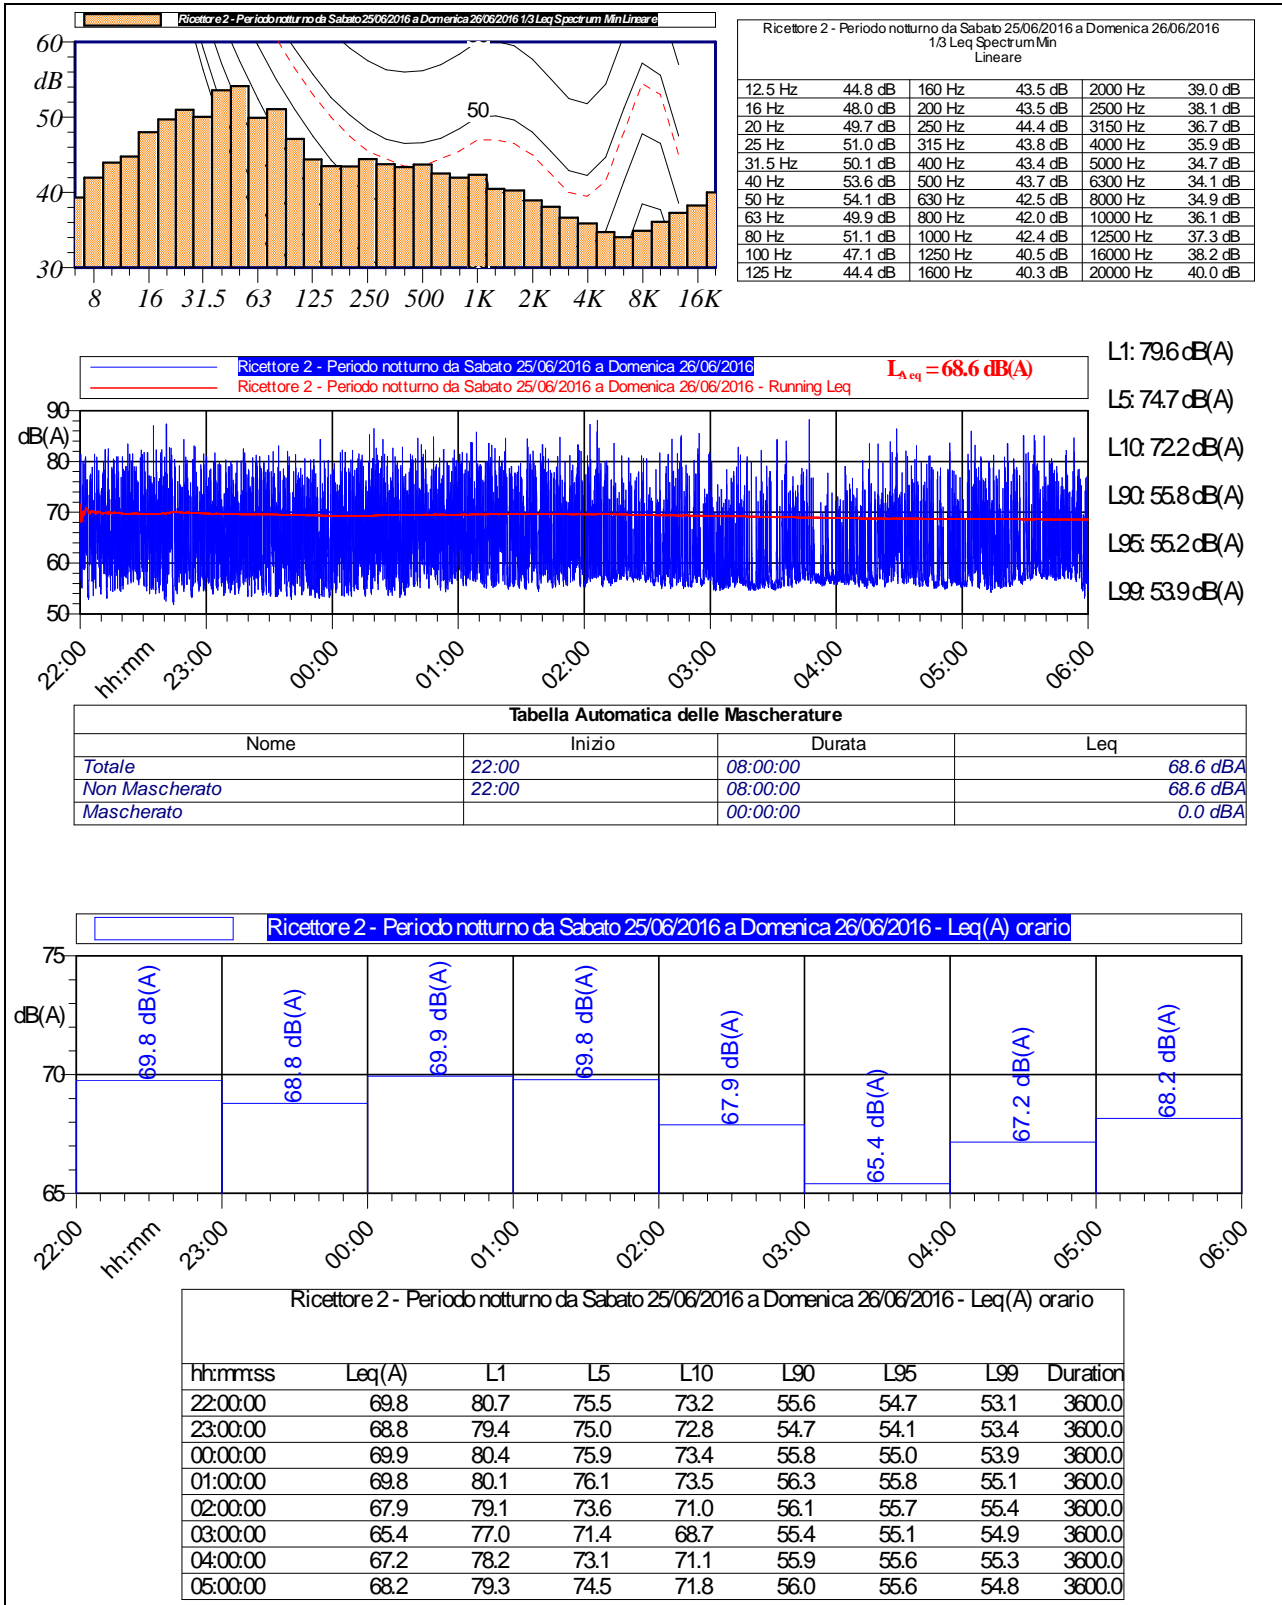 Ricettore 2 - Periodo notturno da Sabato 25/06/2016 a Domenica 26/06/2016 1/3 Leq Spectrum Min Lineare
60
dB
50
40
30
50
8 16 31.5 63 125 250 500 1K 2K 4K 8K 16K
Ricettore 2 - Periodo notturno da Sabato 25/06/2016 a Domenica 26/06/2016
1/3 Leq Spectrum Min
Lineare
12.5 Hz 44.8 dB 160 Hz 43.5 dB 2000 Hz 39.0 dB
16 Hz 48.0 dB 200 Hz 43.5 dB 2500 Hz 38.1 dB
20 Hz 49.7 dB 250 Hz 44.4 dB 3150 Hz 36.7 dB
25 Hz 51.0 dB 315 Hz 43.8 dB 4000 Hz 35.9 dB
31.5 Hz 50.1 dB 400 Hz 43.4 dB 5000 Hz 34.7 dB
40 Hz 53.6 dB 500 Hz 43.7 dB 6300 Hz 34.1 dB
50 Hz 54.1 dB 630 Hz 42.5 dB 8000 Hz 34.9 dB
63 Hz 49.9 dB 800 Hz 42.0 dB 10000 Hz 36.1 dB
80 Hz 51.1 dB 1000 Hz 42.4 dB 12500 Hz 37.3 dB
100 Hz 47.1 dB 1250 Hz 40.5 dB 16000 Hz 38.2 dB
125 Hz 44.4 dB 1600 Hz 40.3 dB 20000 Hz 40.0 dB
Ricettore 2 - Periodo notturno da Sabato 25/06/2016 a Domenica 26/06/2016
Ricettore 2 - Periodo notturno da Sabato 25/06/2016 a Domenica 26/06/2016 - Running Leq
LA eq = 68.6 dB(A)
90
dB(A)
80
70
60
50
22:00 hh:mm 23:00 00:00 01:00 02:00 03:00 04:00 05:00 06:00
L1: 79.6 dB(A)
L5: 74.7 dB(A)
L10: 72.2 dB(A)
L90: 55.8 dB(A)
L95: 55.2 dB(A)
L99: 53.9 dB(A)
Tabella Automatica delle Mascherature
Nome Inizio Durata Leq
Totale 22:00 08:00:00 68.6 dBA
Non Mascherato 22:00 08:00:00 68.6 dBA
Mascherato 00:00:00 0.0 dBA
Ricettore 2 - Periodo notturno da Sabato 25/06/2016 a Domenica 26/06/2016 - Leq(A) orario
75
dB(A)
70
65
69.8 dB(A)
68.8 dB(A)
69.9 dB(A)
69.8 dB(A)
67.9 dB(A)
65.4 dB(A)
67.2 dB(A)
68.2 dB(A)
22:00 hh:mm 23:00 00:00 01:00 02:00 03:00 04:00 05:00 06:00
Ricettore 2 - Periodo notturno da Sabato 25/06/2016 a Domenica 26/06/2016 - Leq(A) orario
hh:mm:ss Leq(A) L1 L5 L10 L90 L95 L99 Duration
22:00:00 69.8 80.7 75.5 73.2 55.6 54.7 53.1 3600.0
23:00:00 68.8 79.4 75.0 72.8 54.7 54.1 53.4 3600.0
00:00:00 69.9 80.4 75.9 73.4 55.8 55.0 53.9 3600.0
01:00:00 69.8 80.1 76.1 73.5 56.3 55.8 55.1 3600.0
02:00:00 67.9 79.1 73.6 71.0 56.1 55.7 55.4 3600.0
03:00:00 65.4 77.0 71.4 68.7 55.4 55.1 54.9 3600.0
04:00:00 67.2 78.2 73.1 71.1 55.9 55.6 55.3 3600.0
05:00:00 68.2 79.3 74.5 71.8 56.0 55.6 54.8 3600.0